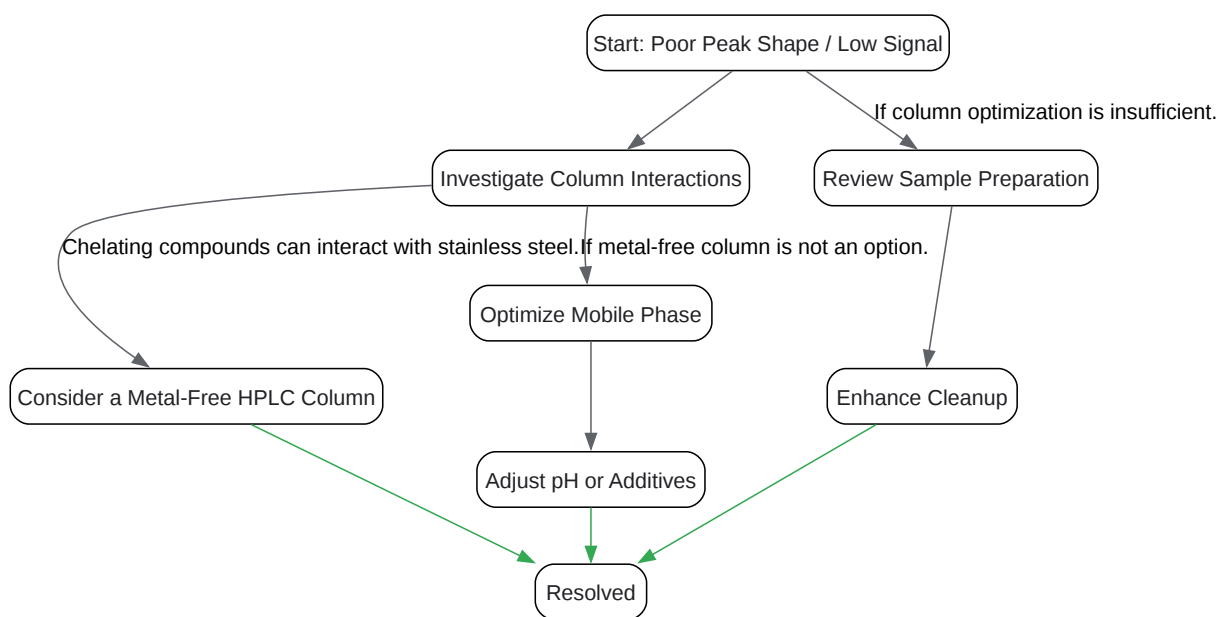 Start: Poor Peak Shape / Low Signal
If column optimization is insufficient.
Investigate Column Interactions
Review Sample Preparation
Chelating compounds can interact with stainless steel.
If metal-free column is not an option.
Optimize Mobile Phase
Consider a Metal-Free HPLC Column
Enhance Cleanup
Adjust pH or Additives
Resolved